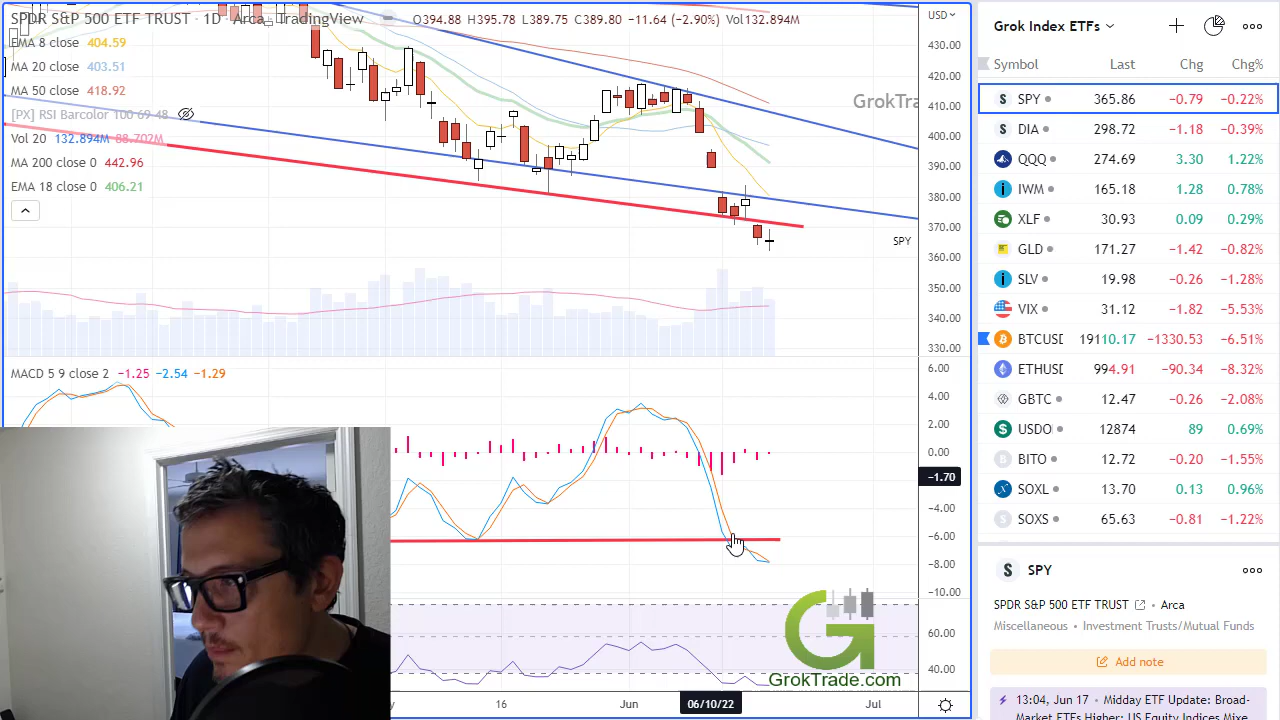 SPDR S&P 500 ETF TRUST · 1D · Arca · TradingView O394.88 H395.78 L389.75 C389.80 −11.64 (−2.90%) Vol132.894M
EMA 8 close 404.59
MA 20 close 403.51
MA 50 close 418.92
[PX] RSI Barcolor 100 69 48
Vol 20 132.894M 88.702M
MA 200 close 0 442.96
EMA 18 close 0 406.21
GrokTra
SPY
USD
430.00
420.00
410.00
400.00
390.00
380.00
370.00
360.00
350.00
340.00
330.00
MACD 5 9 close 2 −1.25 −2.54 −1.29
6.00
4.00
2.00
0.00
−1.70
−4.00
−6.00
−8.00
−10.00
60.00
40.00
G
GrokTrade.com
y 16 Jun 06/10/22 Jul
Grok Index ETFs
Symbol Last Chg Chg%
SPY 365.86 −0.79 −0.22%
DIA 298.72 −1.18 −0.39%
QQQ 274.69 3.30 1.22%
IWM 165.18 1.28 0.78%
XLF 30.93 0.09 0.29%
GLD 171.27 −1.42 −0.82%
SLV 19.98 −0.26 −1.28%
VIX 31.12 −1.82 −5.53%
BTCUSD 19110.17 −1330.53 −6.51%
ETHUSD 994.91 −90.34 −8.32%
GBTC 12.47 −0.26 −2.08%
USDO 12874 89 0.69%
BITO 12.72 −0.20 −1.55%
SOXL 13.70 0.13 0.96%
SOXS 65.63 −0.81 −1.22%
S SPY
SPDR S&P 500 ETF TRUST · Arca
Miscellaneous · Investment Trusts/Mutual Funds
Add note
13:04, Jun 17 · Midday ETF Update: Broad-
Market ETFs Higher; US Equity Indices Mixe